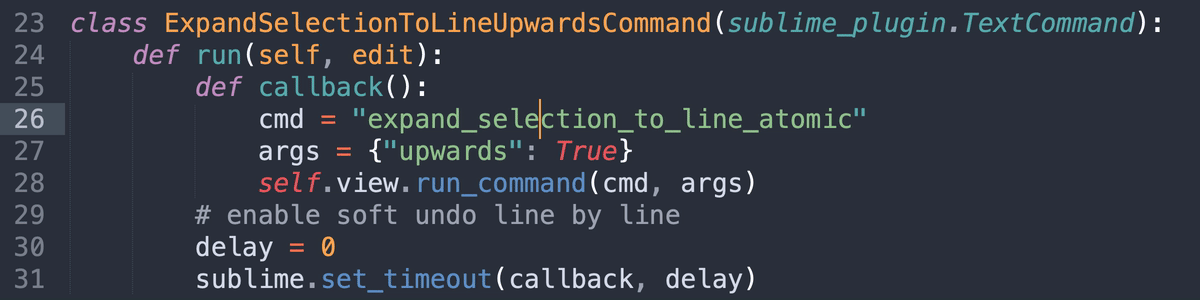 23 class ExpandSelectionToLineUpwardsCommand(sublime_plugin.TextCommand):
24     def run(self, edit):
25         def callback():
26             cmd = "expand_selection_to_line_atomic"
27             args = {"upwards": True}
28             self.view.run_command(cmd, args)
29         # enable soft undo line by line
30         delay = 0
31         sublime.set_timeout(callback, delay)